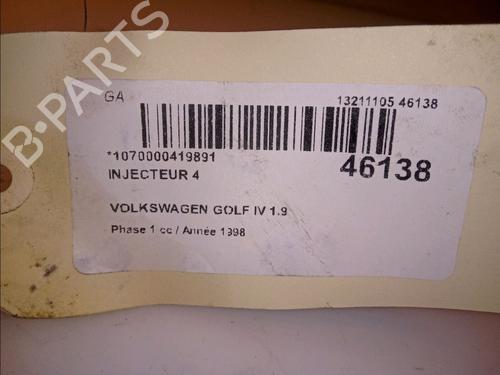 B-PARTS
GA
13211105 46138
*1070000419891
46138
INJECTEUR 4
VOLKSWAGEN GOLF IV 1.9
Phase 1 cc / Année 1998